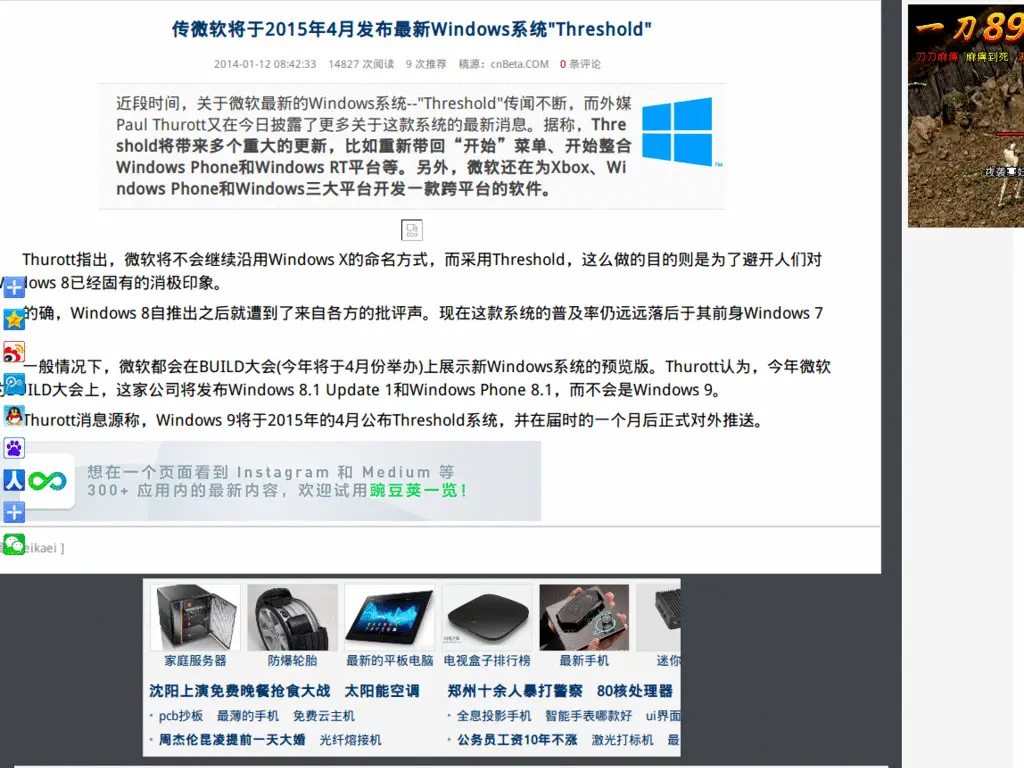 传微软将于2015年4月发布最新Windows系统"Threshold"
2014-01-12 08:42:33 14827 次阅读 9 次推荐 稿源：cnBeta.COM 0 条评论
近段时间，关于微软最新的Windows系统--"Threshold"传闻不断，而外媒
Paul Thurott又在今日披露了更多关于这款系统的最新消息。据称，Thre
shold将带来多个重大的更新，比如重新带回“开始”菜单、开始整合
Windows Phone和Windows RT平台等。另外，微软还在为Xbox、Wi
ndows Phone和Windows三大平台开发一款跨平台的软件。
TM
Thurott指出，微软将不会继续沿用Windows X的命名方式，而采用Threshold，这么做的目的则是为了避开人们对
dows 8已经固有的消极印象。
的确，Windows 8自推出之后就遭到了来自各方的批评声。现在这款系统的普及率仍远远落后于其前身Windows 7
一般情况下，微软都会在BUILD大会(今年将于4月份举办)上展示新Windows系统的预览版。Thurott认为，今年微软
ILD大会上，这家公司将发布Windows 8.1 Update 1和Windows Phone 8.1，而不会是Windows 9。
Thurott消息源称，Windows 9将于2015年的4月公布Threshold系统，并在届时的一个月后正式对外推送。
想在一个页面看到 Instagram 和 Medium 等
300+ 应用内的最新内容，欢迎试用豌豆荚一览！
eikaei ]
家庭服务器 防爆轮胎 最新的平板电脑 电视盒子排行榜 最新手机 迷你
沈阳上演免费晚餐抢食大战 太阳能空调 郑州十余人暴打警察 80核处理器
· pcb抄板 最薄的手机 免费云主机 · 全息投影手机 智能手表哪款好 ui界面
· 周杰伦昆凌提前一天大婚 光纤熔接机 · 公务员工资10年不涨 激光打标机 最
一刀89
刀刀麻痹 麻痹到死